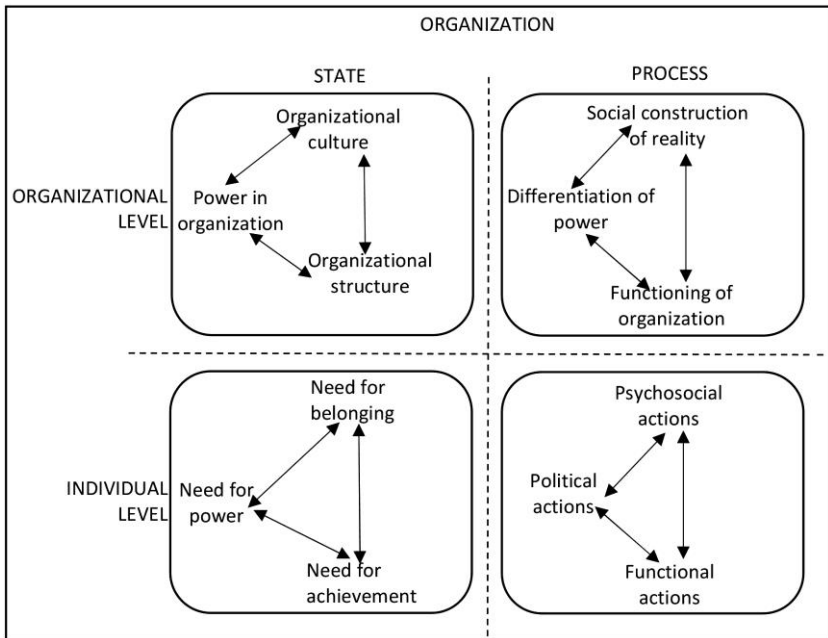 ORGANIZATION
STATE
PROCESS
ORGANIZATIONAL
LEVEL
Organizational
culture
Power in
organization
Organizational
structure
Social construction
of reality
Differentiation of
power
Functioning of
organization
INDIVIDUAL
LEVEL
Need for
belonging
Need for
power
Need for
achievement
Psychosocial
actions
Political
actions
Functional
actions